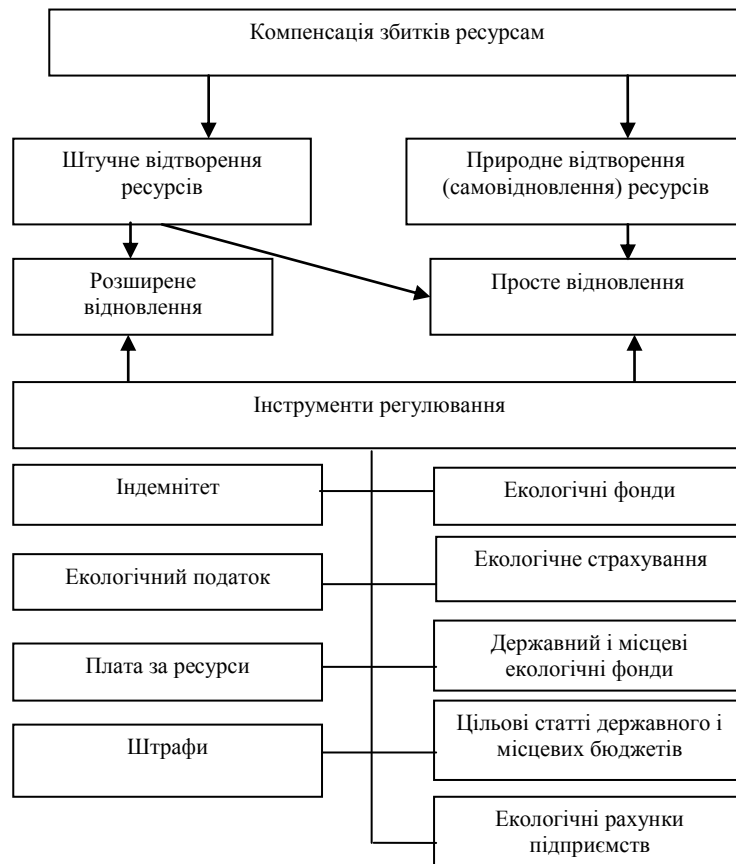 Компенсація збитків ресурсам
Штучне відтворення
ресурсів
Природне відтворення
(самовідновлення) ресурсів
Розширене
відновлення
Просте відновлення
Інструменти регулювання
Індемнітет
Екологічні фонди
Екологічний податок
Екологічне страхування
Плата за ресурси
Державний і місцеві
екологічні фонди
Штрафи
Цільові статті державного і
місцевих бюджетів
Екологічні рахунки
підприємств